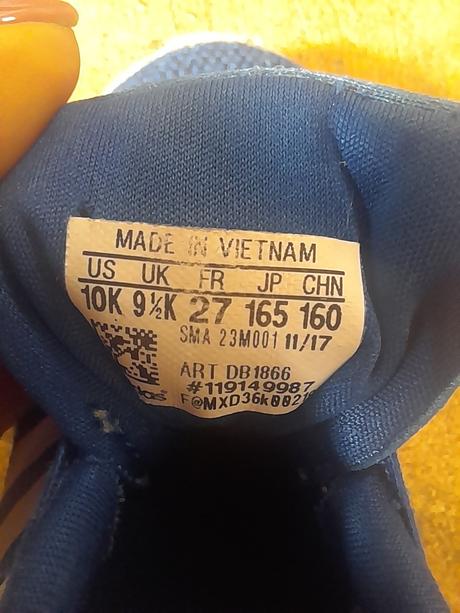 MADE IN VIETNAM
US UK FR JP CHN
10K 9½K 27 165 160
SMA 23M001 11/17
ART DB1866
#119149987